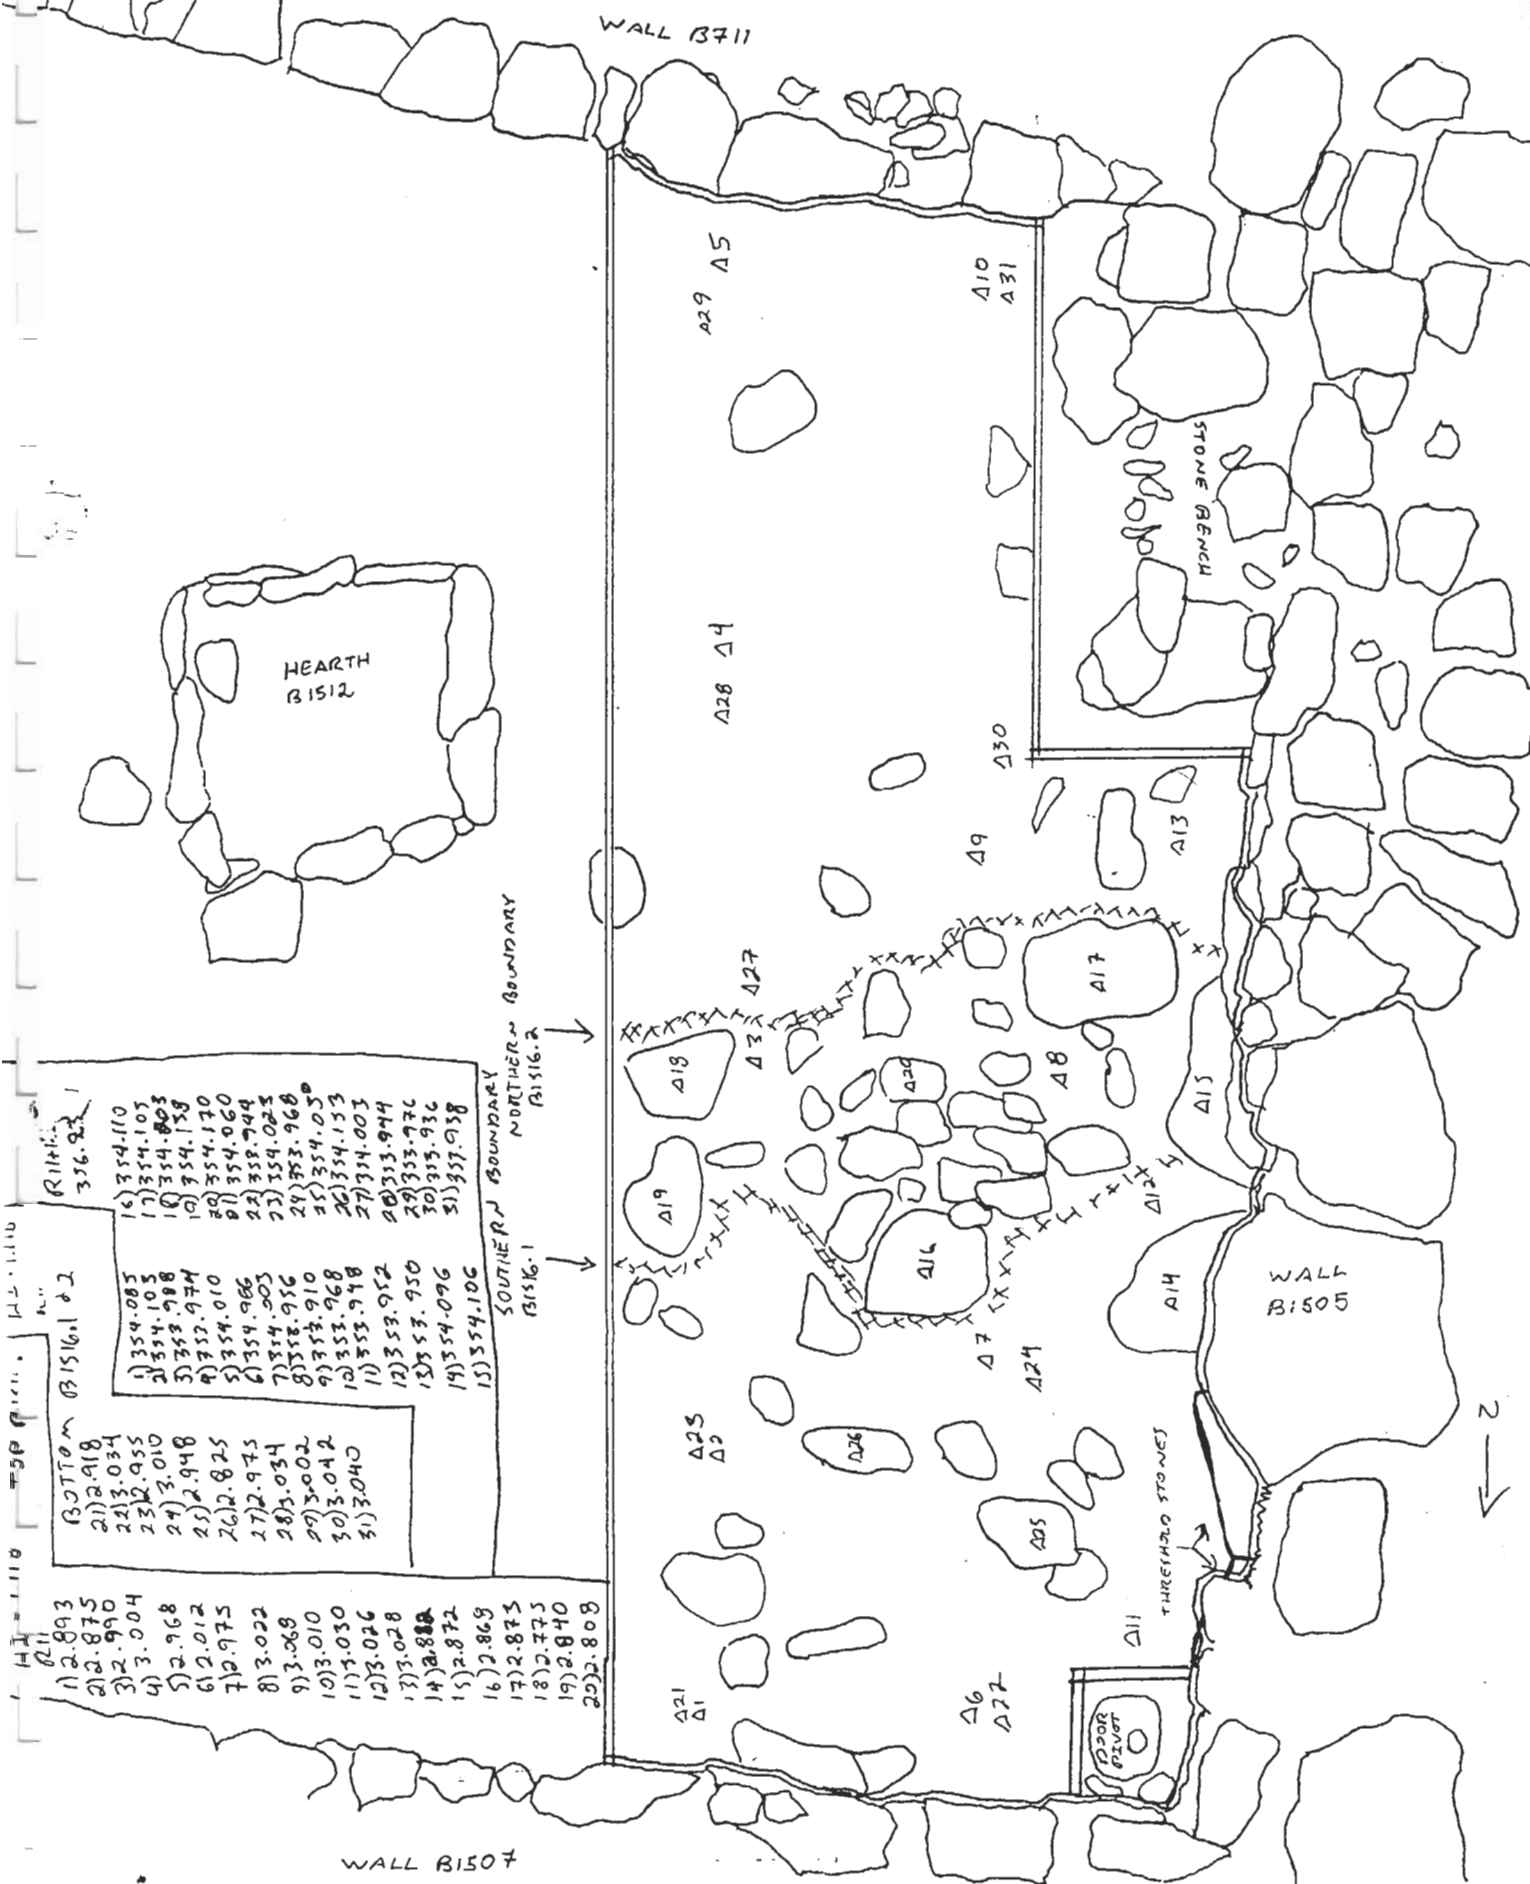 WALL B711
Δ5
Δ29
Δ10
Δ31
STONE BENCH
HEARTH
B1512
Δ4
Δ28
Δ30
Δ9
Δ13
Δ27
Δ17
Δ3
Δ18
Δ20
Δ8
Δ15
Δ19
Δ12
Δ16
Δ14
Δ7
Δ24
WALL
B1505
Δ23
Δ2
Δ26
Δ25
THRESHOLD STONES
Δ11
Δ21
Δ1
Δ6
Δ22
DOOR
PIVOT
WALL B1507
NORTHERN BOUNDARY
B1516.2
SOUTHERN BOUNDARY
B1516.1
BOTTOM B1516.1 & 2
1) 2.893
2) 2.875
3) 2.990
4) 3.004
5) 2.968
6) 2.012
7) 2.975
8) 3.022
9) 3.068
10) 3.010
11) 3.030
12) 3.026
13) 3.028
15) 2.872
16) 2.869
17) 2.873
18) 2.775
19) 2.840
20) 2.808
21) 2.918
22) 3.034
23) 2.955
24) 3.010
25) 2.948
26) 2.825
27) 2.975
28) 3.034
29) 3.002
30) 3.042
31) 3.040
1) 354.085
2) 354.103
3) 353.988
4) 353.974
5) 354.010
6) 354.966
7) 354.003
8) 353.956
9) 353.910
10) 353.968
11) 353.948
12) 353.952
13) 353.950
14) 354.096
15) 354.106
16) 354.110
17) 354.105
19) 354.138
20) 354.170
21) 354.060
22) 353.944
23) 354.023
24) 353.968
25) 354.030
26) 354.153
27) 354.003
28) 353.944
29) 353.976
30) 353.936
31) 353.938